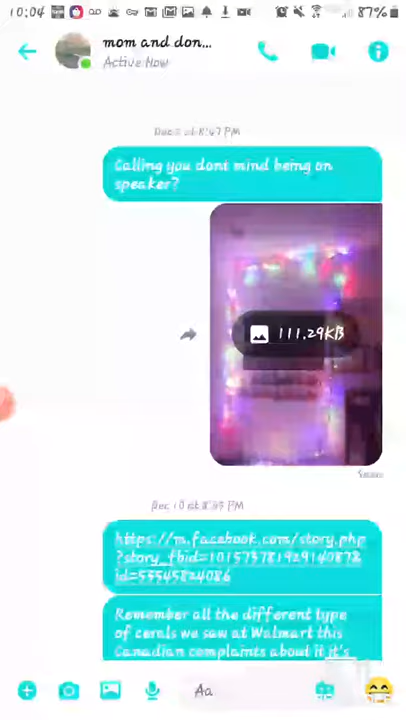 10:04
87%
mom and don...
Active Now
Calling you dont mind being on
speaker?
111.29KB
https://m.facebook.com/story.php
Remember all the different type
of cerals we saw at Walmart this
Canadian complaints about it it's
Aa